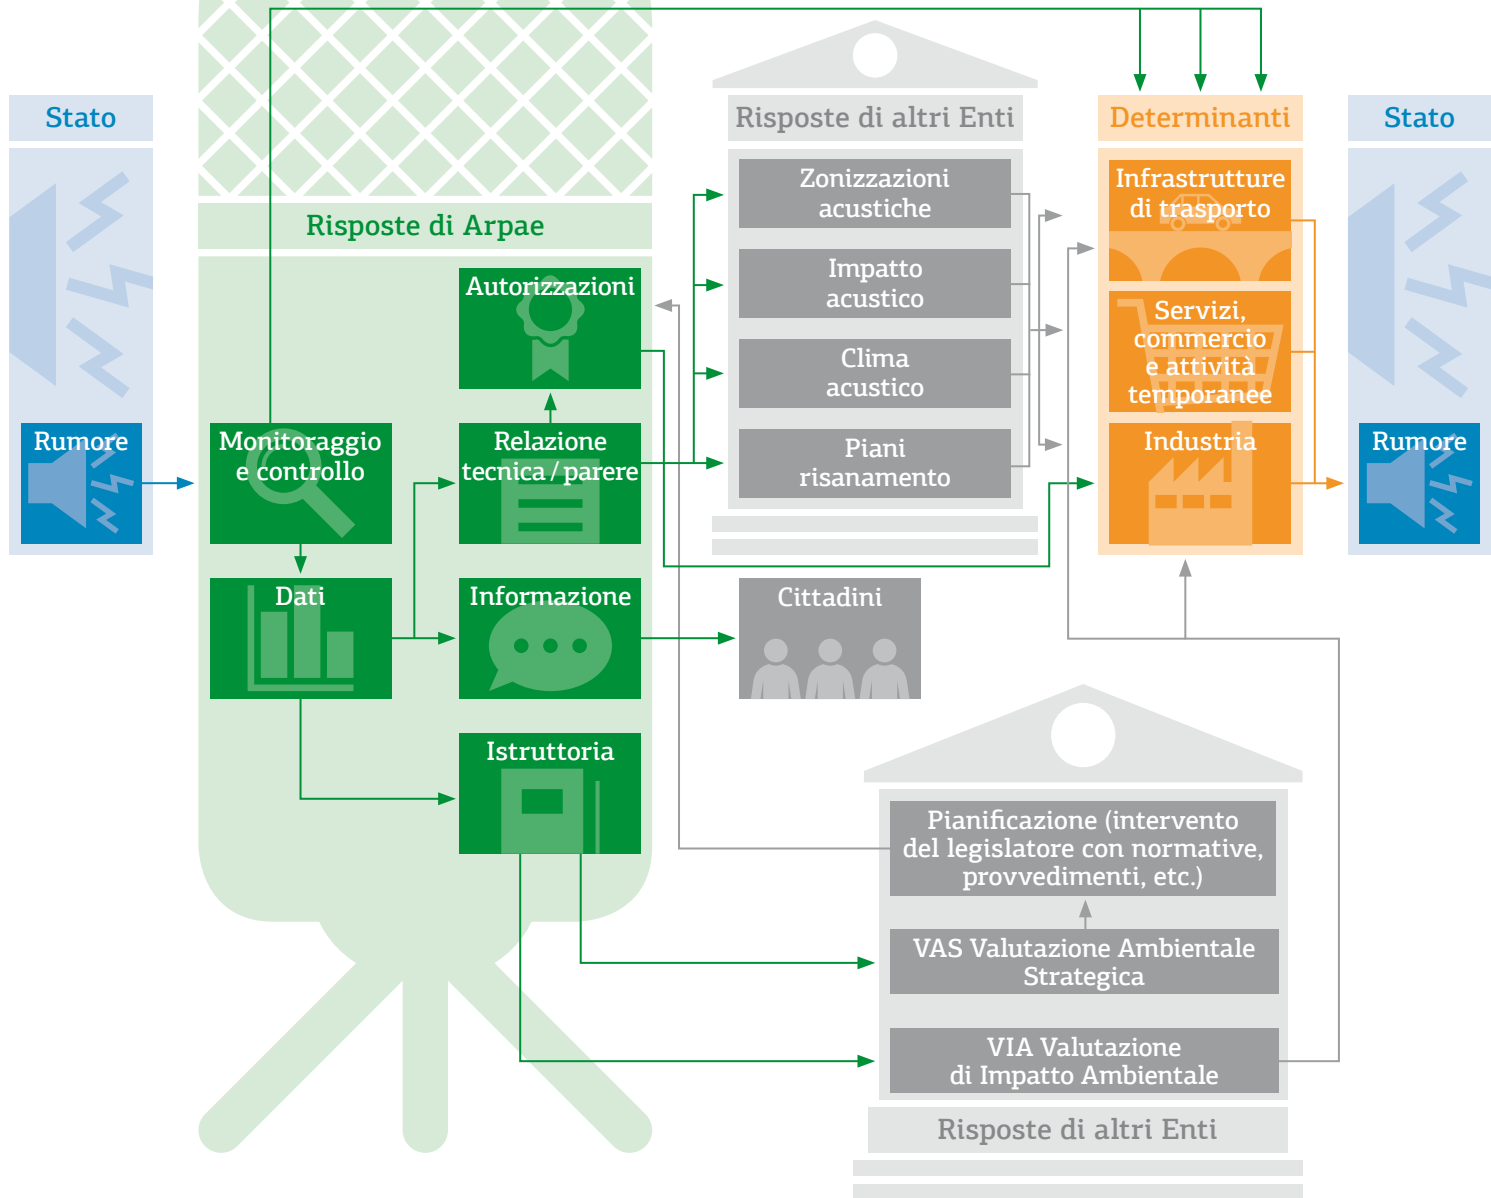 Stato
Rumore
Risposte di Arpae
Autorizzazioni
Monitoraggio
e controllo
Relazione
tecnica / parere
Dati
Informazione
Istruttoria
Risposte di altri Enti
Zonizzazioni
acustiche
Impatto
acustico
Clima
acustico
Piani
risanamento
Cittadini
Determinanti
Infrastrutture
di trasporto
Servizi,
commercio
e attività
temporanee
Industria
Stato
Rumore
Pianificazione (intervento
del legislatore con normative,
provvedimenti, etc.)
VAS Valutazione Ambientale
Strategica
VIA Valutazione
di Impatto Ambientale
Risposte di altri Enti